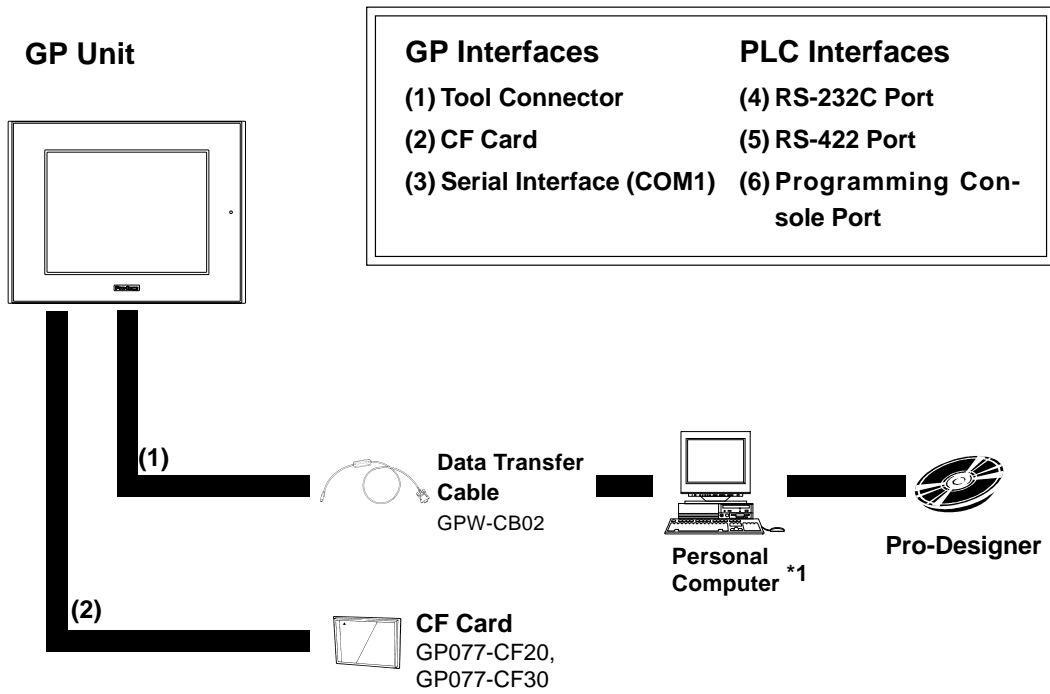 GP Unit
GP Interfaces
(1) Tool Connector
(2) CF Card
(3) Serial Interface (COM1)
PLC Interfaces
(4) RS-232C Port
(5) RS-422 Port
(6) Programming Con-
sole Port
Pro-face
(1)
Data Transfer
Cable
GPW-CB02
Personal
Computer *1
Pro-Designer
(2)
CF Card
GP077-CF20,
GP077-CF30